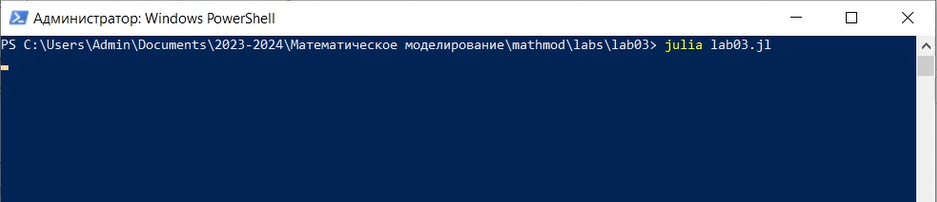 Администратор: Windows PowerShell
PS C:\Users\Admin\Documents\2023-2024\Математическое моделирование\mathmod\labs\lab03> julia lab03.jl